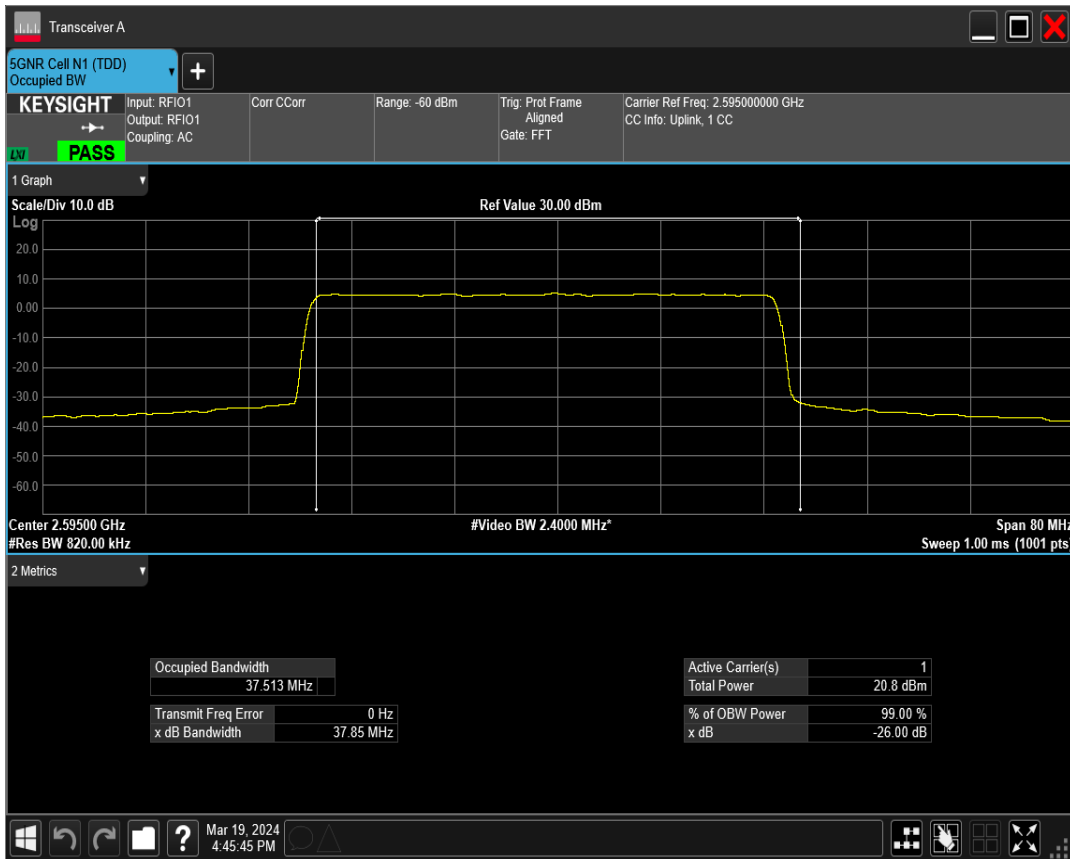 Transceiver A
5GNR Cell N1 (TDD)
Occupied BW
+
KEYSIGHT
LXI
PASS
Input: RFIO1
Output: RFIO1
Coupling: AC
Corr CCorr
Range: -60 dBm
Trig: Prot Frame
Aligned
Gate: FFT
Carrier Ref Freq: 2.595000000 GHz
CC Info: Uplink, 1 CC
1 Graph
Scale/Div 10.0 dB
Ref Value 30.00 dBm
Log
20.0
10.0
0.00
-10.0
-20.0
-30.0
-40.0
-50.0
-60.0
Center 2.59500 GHz
#Video BW 2.4000 MHz*
Span 80 MHz
#Res BW 820.00 kHz
Sweep 1.00 ms (1001 pts)
2 Metrics
Occupied Bandwidth
37.513 MHz
Transmit Freq Error 0 Hz
x dB Bandwidth 37.85 MHz
Active Carrier(s) 1
Total Power 20.8 dBm
% of OBW Power 99.00 %
x dB -26.00 dB
?
Mar 19, 2024
4:45:45 PM